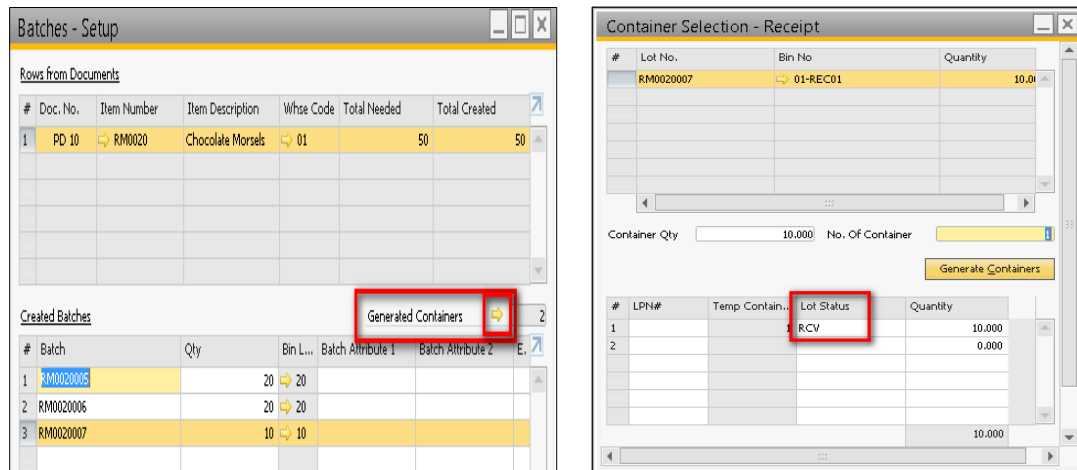 Batches - Setup
Rows from Documents
# Doc. No. Item Number Item Description Whse Code Total Needed Total Created
1 PD 10 RM0020 Chocolate Morsels 01 50 50
Created Batches Generated Containers 2
# Batch Qty Bin L... Batch Attribute 1 Batch Attribute 2 E.
1 RM0020005 20 20
2 RM0020006 20 20
3 RM0020007 10 10
Container Selection - Receipt
# Lot No. Bin No Quantity
RM0020007 01-REC01 10.00
Container Qty 10.000 No. Of Container 1
Generate Containers
# LPN# Temp Contain... Lot Status Quantity
1 1 RCV 10.000
2 0.000
10.000